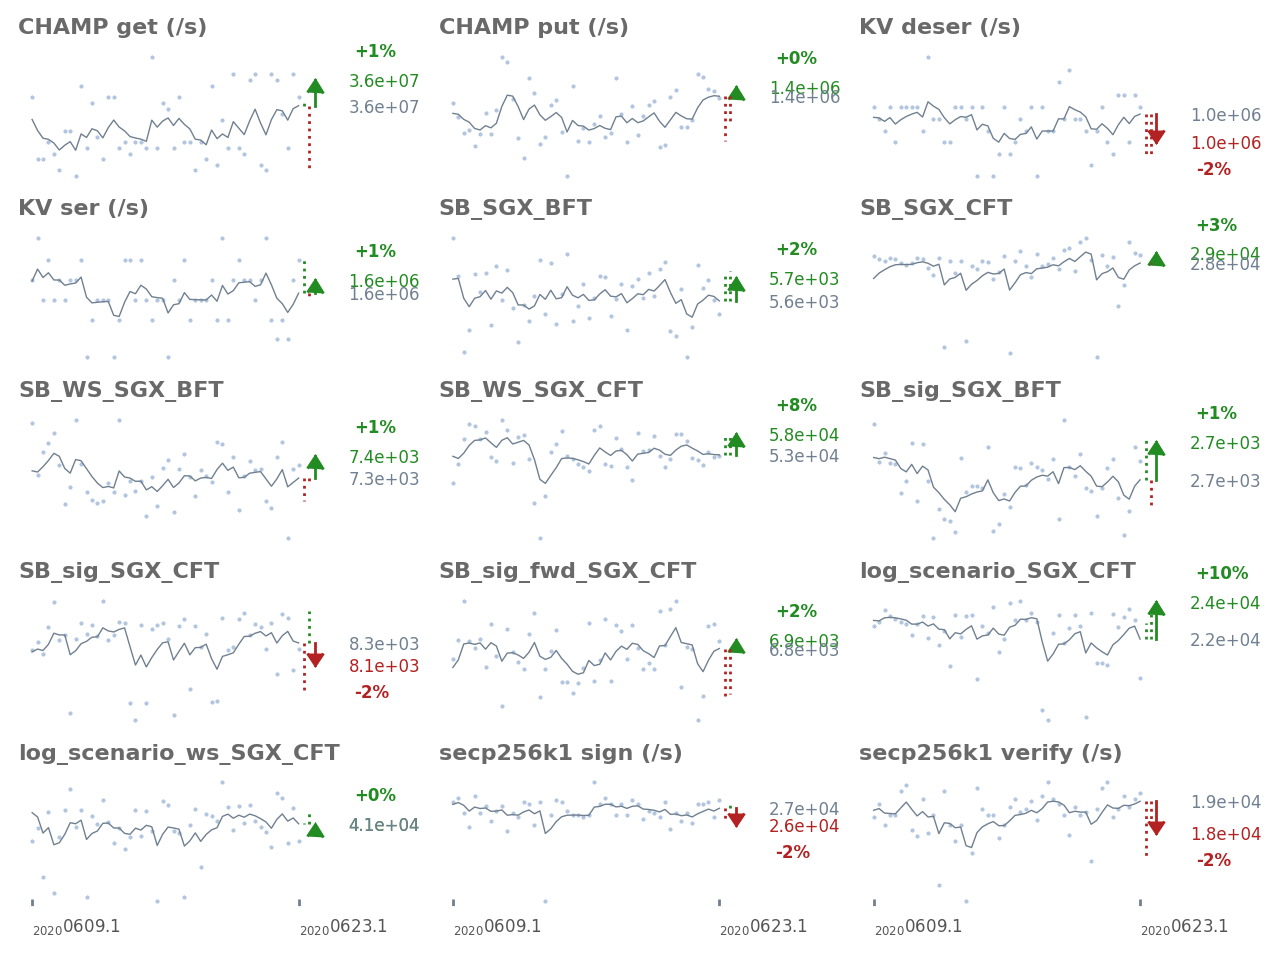 CHAMP get (/s)
+1%
3.6e+07
3.6e+07
CHAMP put (/s)
+0%
1.4e+06
1.4e+06
KV deser (/s)
1.0e+06
1.0e+06
-2%
KV ser (/s)
+1%
1.6e+06
1.6e+06
SB_SGX_BFT
+2%
5.7e+03
5.6e+03
SB_SGX_CFT
+3%
2.9e+04
2.8e+04
SB_WS_SGX_BFT
+1%
7.4e+03
7.3e+03
SB_WS_SGX_CFT
+8%
5.8e+04
5.3e+04
SB_sig_SGX_BFT
+1%
2.7e+03
2.7e+03
SB_sig_SGX_CFT
8.3e+03
8.1e+03
-2%
SB_sig_fwd_SGX_CFT
+2%
6.9e+03
6.8e+03
log_scenario_SGX_CFT
+10%
2.4e+04
2.2e+04
log_scenario_ws_SGX_CFT
+0%
4.1e+04
secp256k1 sign (/s)
2.7e+04
2.6e+04
-2%
secp256k1 verify (/s)
1.9e+04
1.8e+04
-2%
20200609.1
20200623.1
20200609.1
20200623.1
20200609.1
20200623.1